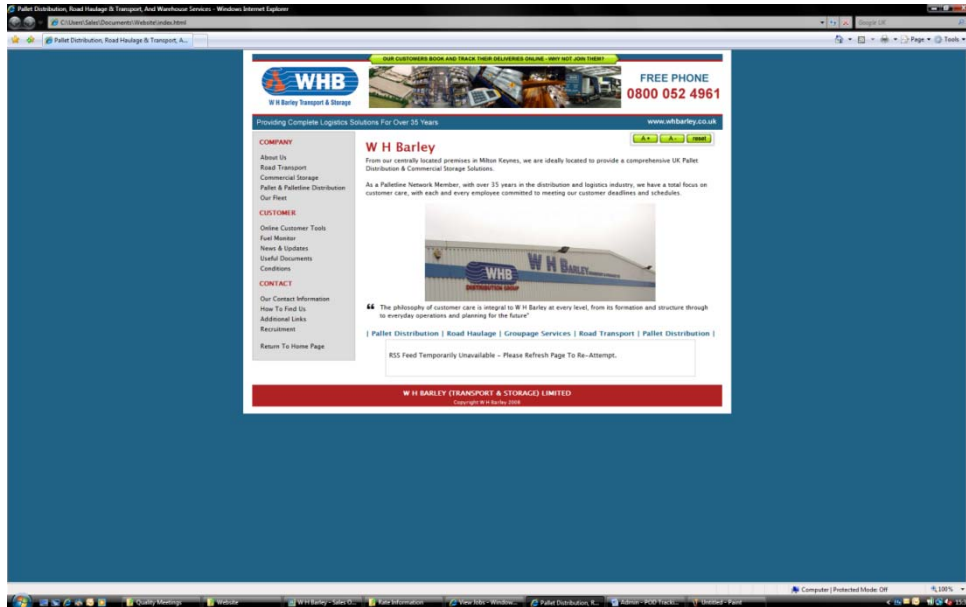 Pallet Distribution, Road Haulage & Transport, And Warehouse Services - Windows Internet Explorer
C:\Users\Sales\Documents\Website\index.html
Google UK
Pallet Distribution, Road Haulage & Transport, A...
Page
Tools
OUR CUSTOMERS BOOK AND TRACK THEIR DELIVERIES ONLINE - WHY NOT JOIN THEM?
WHB
W H Barley Transport & Storage
FREE PHONE
0800 052 4961
Providing Complete Logistics Solutions For Over 35 Years
www.whbarley.co.uk
A + A - reset
COMPANY
About Us
Road Transport
Commercial Storage
Pallet & Palletline Distribution
Our Fleet
CUSTOMER
Online Customer Tools
Fuel Monitor
News & Updates
Useful Documents
Conditions
CONTACT
Our Contact Information
How To Find Us
Additional Links
Recruitment
Return To Home Page
W H Barley
From our centrally located premises in Milton Keynes, we are ideally located to provide a comprehensive UK Pallet
Distribution & Commercial Storage Solutions.
As a Palletline Network Member, with over 35 years in the distribution and logistics industry, we have a total focus on
customer care, with each and every employee committed to meeting our customer deadlines and schedules.
W H BARLEY
WHB
DISTRIBUTION GROUP
“ The philosophy of customer care is integral to W H Barley at every level, from its formation and structure through
to everyday operations and planning for the future"
| Pallet Distribution | Road Haulage | Groupage Services | Road Transport | Pallet Distribution |
RSS Feed Temporarily Unavailable - Please Refresh Page To Re-Attempt.
W H BARLEY (TRANSPORT & STORAGE) LIMITED
Copyright W H Barley 2008
Computer | Protected Mode: Off
100%
Quality Meetings
Website
W H Barley - Sales O...
Rate Information
View Jobs - Window...
Pallet Distribution, R...
Admin - POD Tracki...
Untitled - Paint